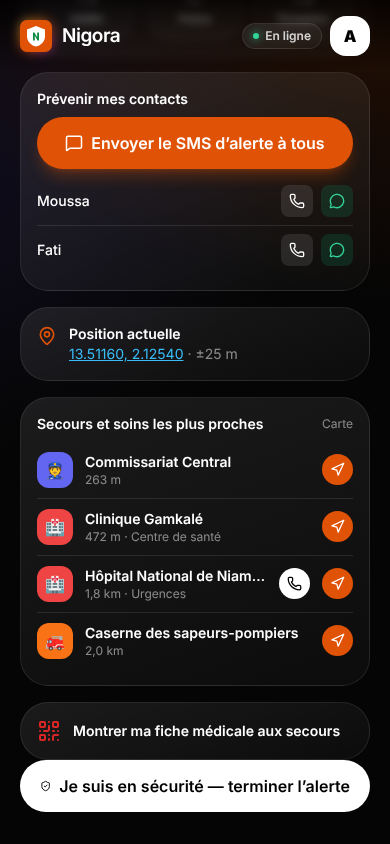 Nigora
En ligne
A
Prévenir mes contacts
Envoyer le SMS d’alerte à tous
Moussa
Fati
Position actuelle
13.51160, 2.12540 · ±25 m
Secours et soins les plus proches
Carte
Commissariat Central
263 m
Clinique Gamkalé
472 m · Centre de santé
Hôpital National de Niam...
1,8 km · Urgences
Caserne des sapeurs-pompiers
2,0 km
Montrer ma fiche médicale aux secours
Je suis en sécurité — terminer l’alerte